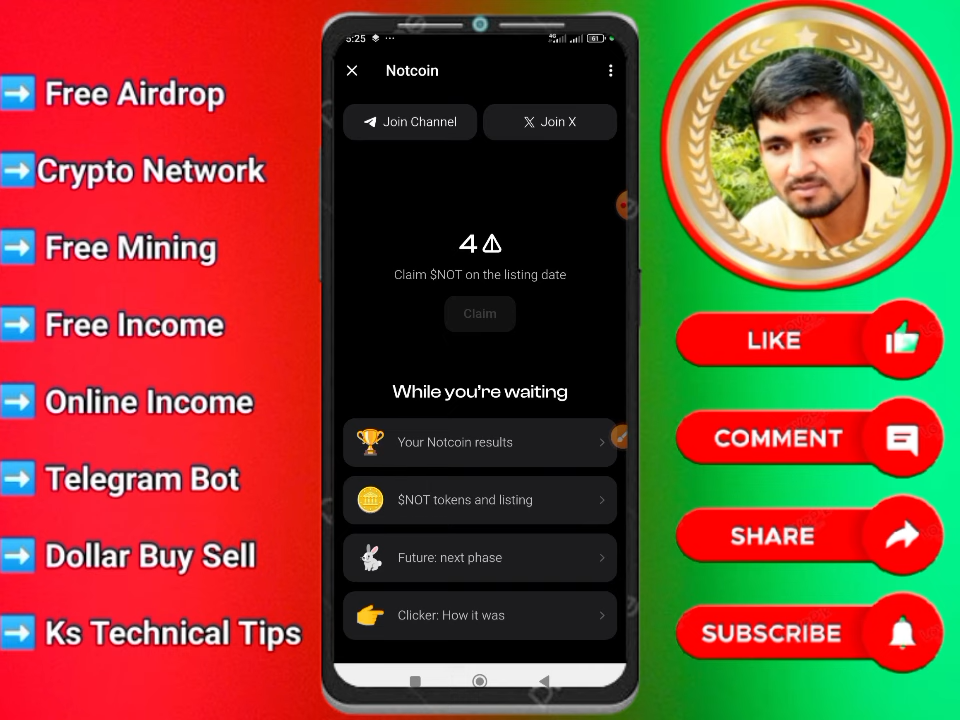 Free Airdrop
Crypto Network
Free Mining
Free Income
Online Income
Telegram Bot
Dollar Buy Sell
Ks Technical Tips
5:25
4G
61
Notcoin
Join Channel
Join X
4
Claim $NOT on the listing date
Claim
While you're waiting
Your Notcoin results
$NOT tokens and listing
Future: next phase
Clicker: How it was
LIKE
COMMENT
SHARE
SUBSCRIBE